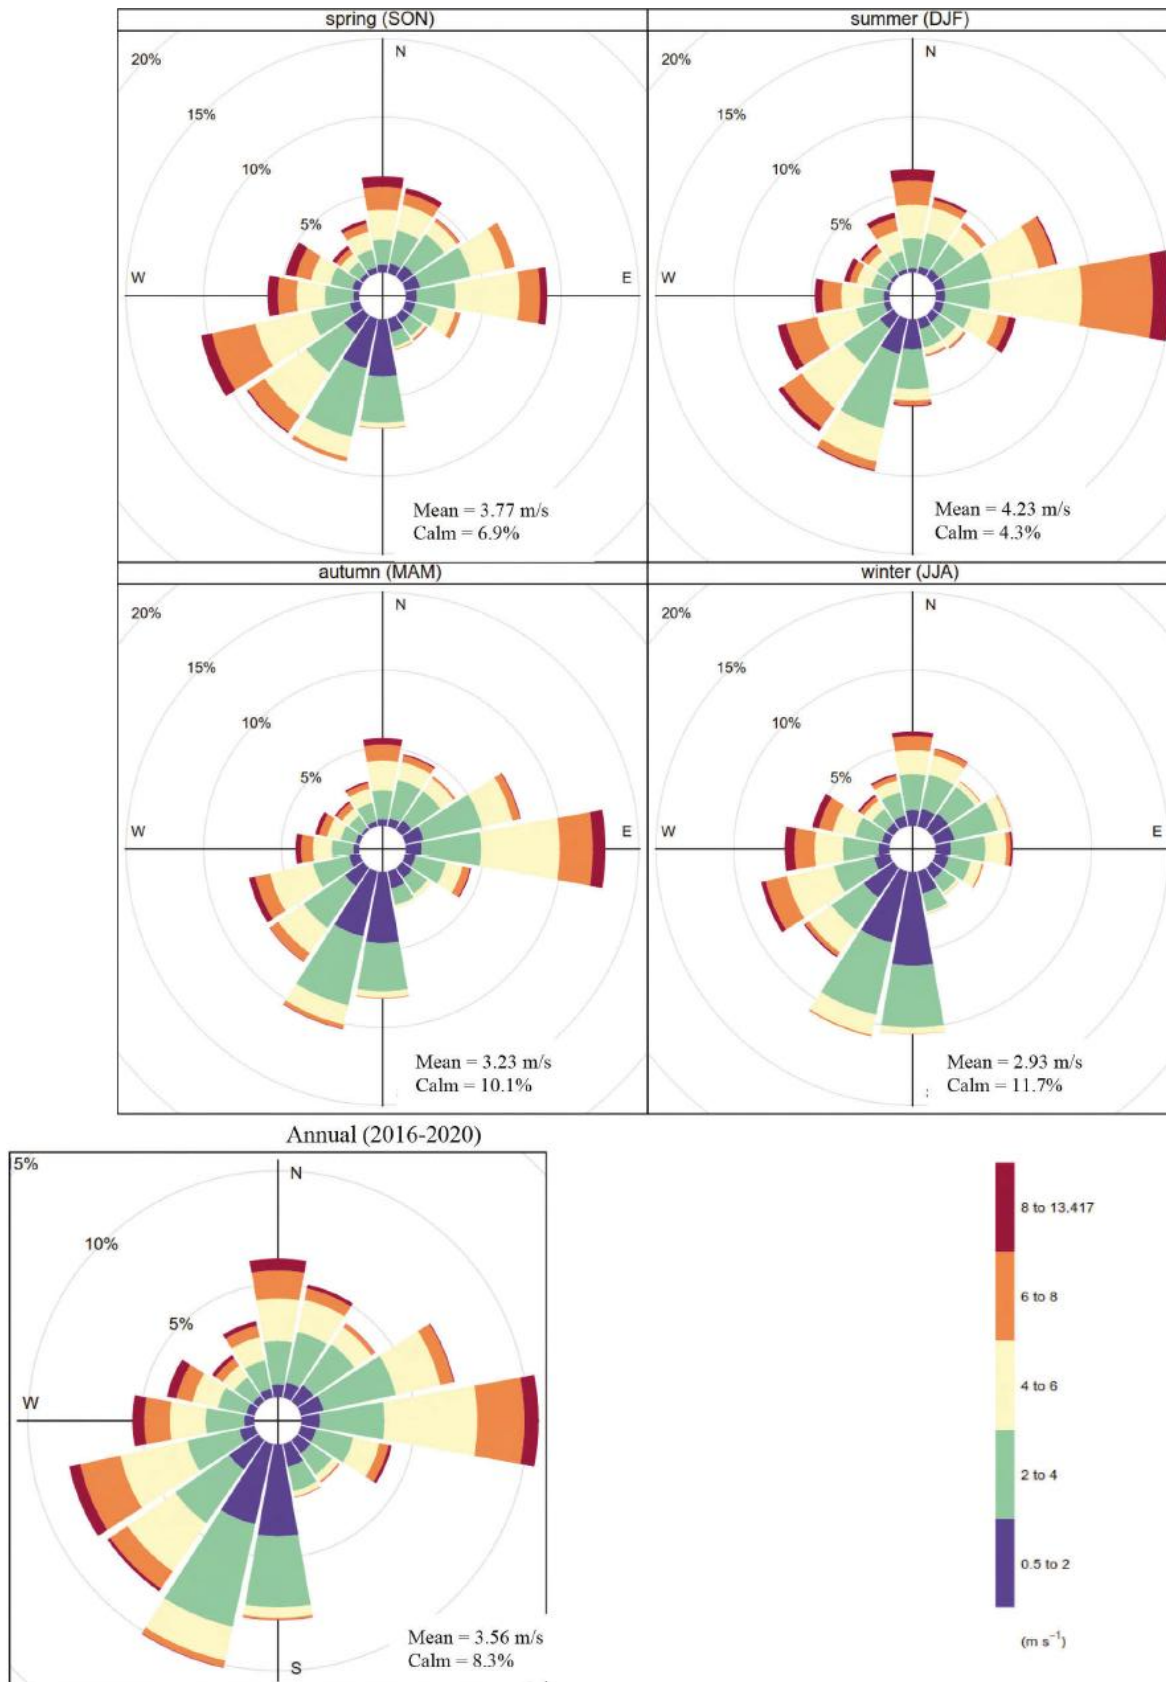 spring (SON)
summer (DJF)
20%
N
15%
10%
5%
W
E
Mean = 3.77 m/s
Calm = 6.9%
20%
N
15%
10%
5%
W
E
Mean = 4.23 m/s
Calm = 4.3%
autumn (MAM)
winter (JJA)
20%
N
15%
10%
5%
W
E
Mean = 3.23 m/s
Calm = 10.1%
20%
N
15%
10%
5%
W
E
Mean = 2.93 m/s
Calm = 11.7%
Annual (2016-2020)
5%
N
10%
5%
W
S
Mean = 3.56 m/s
Calm = 8.3%
8 to 13.417
6 to 8
4 to 6
2 to 4
0.5 to 2
(m s⁻¹)